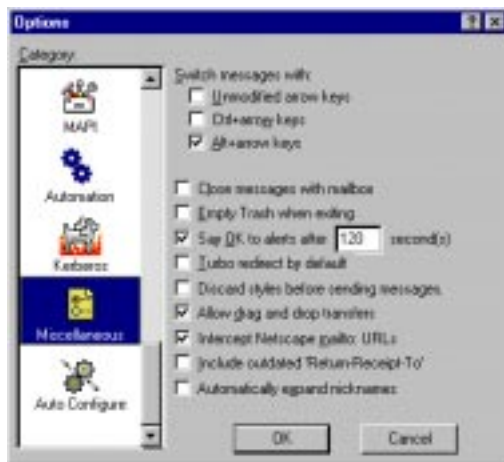 Options
Category:
MAPI
Automation
Kerberos
Miscellaneous
Auto Configure
Switch messages with:
Unmodified arrow keys
Ctrl+arrow keys
Alt+arrow keys
Close messages with mailbox
Empty Trash when exiting
Say OK to alerts after 120 second(s)
Turbo redirect by default
Discard styles before sending messages.
Allow drag and drop transfers
Intercept Netscape mailto: URLs
Include outdated 'Return-Receipt-To'
Automatically expand nicknames
OK
Cancel